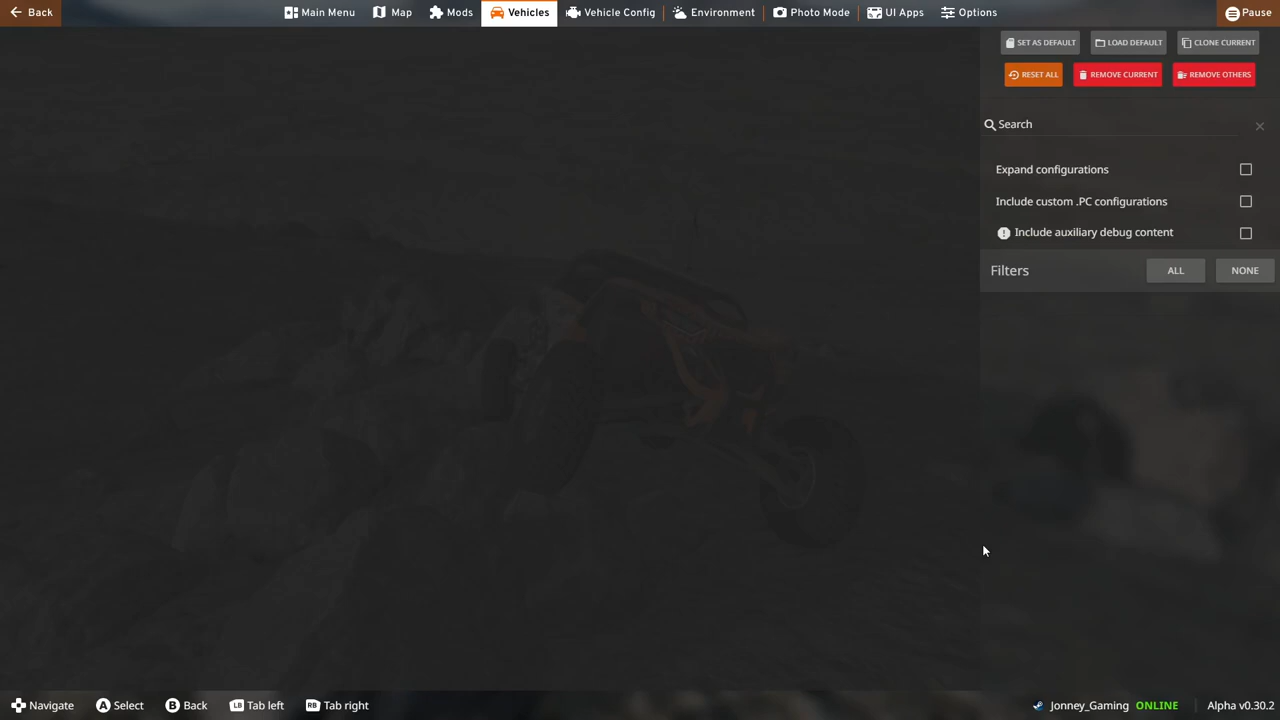 Back Main Menu Map Mods Vehicles Vehicle Config Environment Photo Mode UI Apps Options Pause
SET AS DEFAULT LOAD DEFAULT CLONE CURRENT
RESET ALL REMOVE CURRENT REMOVE OTHERS
Search
Expand configurations
Include custom .PC configurations
Include auxiliary debug content
Filters ALL NONE
Navigate A Select B Back LB Tab left RB Tab right Jonney_Gaming ONLINE Alpha v0.30.2